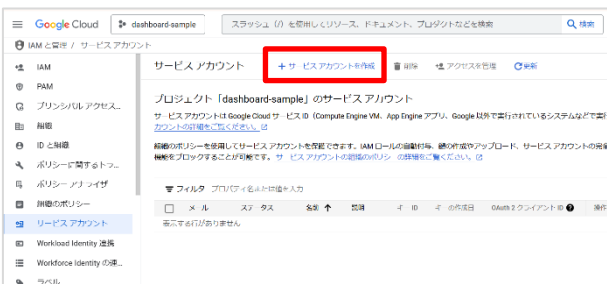 Google Cloud
dashboard-sample
スラッシュ（/）を使用してリソース、ドキュメント、プロダクトなどを検索
検索
IAM と管理 / サービス アカウント
IAM
PAM
プリンシパル アクセス...
組織
ID と組織
ポリシーに関するトラ...
ポリシー アナライザ
組織のポリシー
サービス アカウント
Workload Identity 連携
Workforce Identity の連...
ラベル
サービス アカウント
+ サービス アカウントを作成
削除
アクセスを管理
更新
プロジェクト「dashboard-sample」のサービス アカウント
サービス アカウントは Google Cloud サービス ID（Compute Engine VM、App Engine アプリ、Google 以外で実行されているシステムなどで実行
カウントの詳細をご覧ください。
組織のポリシーを使用してサービス アカウントを保護できます。IAM ロールの自動付与、鍵の作成やアップロード、サービス アカウントの完全
機能をブロックすることが可能です。サービス アカウントの組織のポリシーの詳細をご覧ください。
フィルタ プロパティ名または値を入力
メール ステータス 名前 ↑ 説明 キー ID キーの作成日 OAuth 2 クライアント ID 操作
表示する行がありません